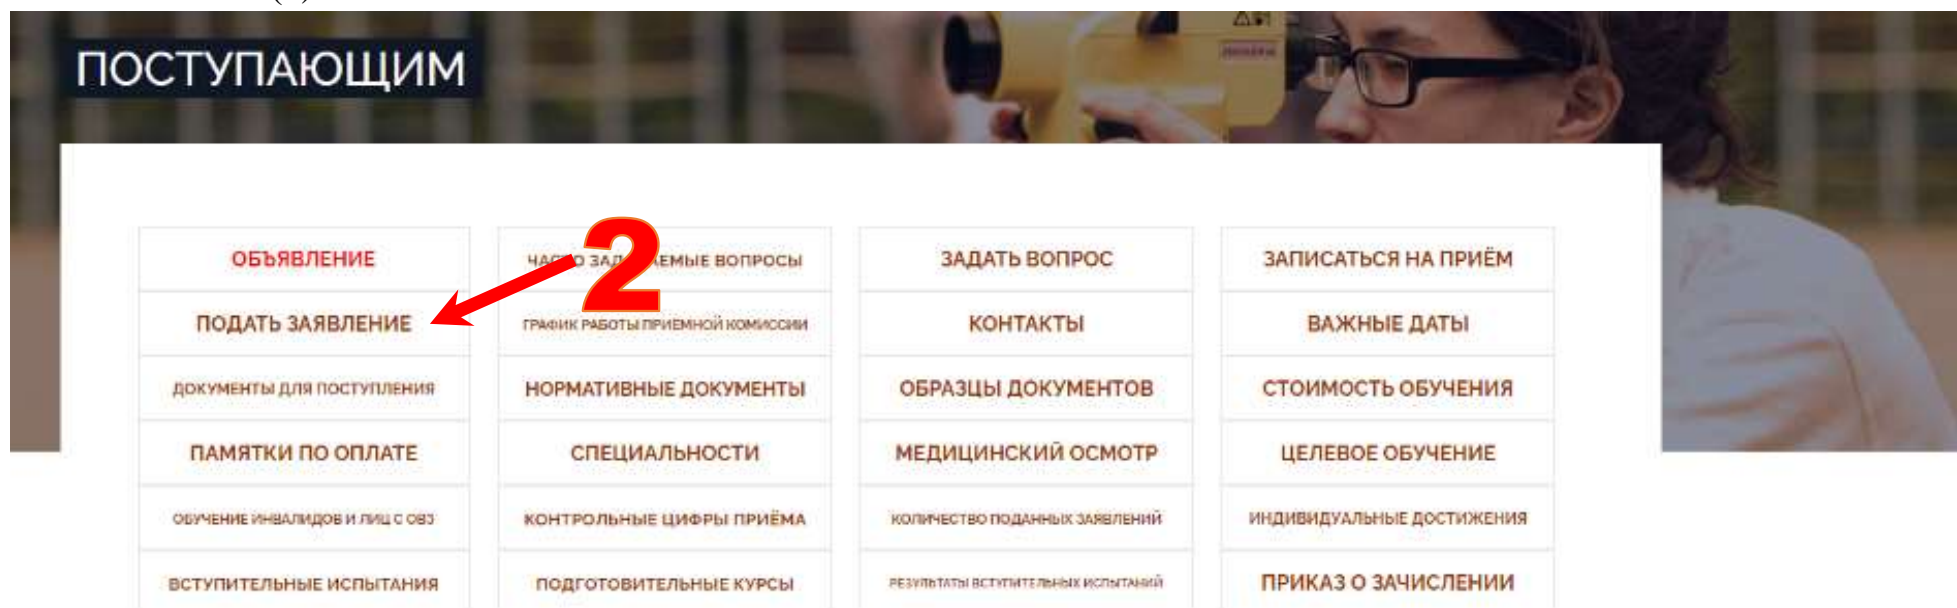 ПОСТУПАЮЩИМ
ОБЪЯВЛЕНИЕ
ВОПРОСЫ
ЗАДАТЬ ВОПРОС
ЗАПИСАТЬСЯ НА ПРИЁМ
2
ПОДАТЬ ЗАЯВЛЕНИЕ
ГРАФИК РАБОТЫ ПРИЕМНОЙ КОМИССИИ
КОНТАКТЫ
ВАЖНЫЕ ДАТЫ
ДОКУМЕНТЫ ДЛЯ ПОСТУПЛЕНИЯ
НОРМАТИВНЫЕ ДОКУМЕНТЫ
ОБРАЗЦЫ ДОКУМЕНТОВ
СТОИМОСТЬ ОБУЧЕНИЯ
ПАМЯТКИ ПО ОПЛАТЕ
СПЕЦИАЛЬНОСТИ
МЕДИЦИНСКИЙ ОСМОТР
ЦЕЛЕВОЕ ОБУЧЕНИЕ
ОБУЧЕНИЕ ИНВАЛИДОВ И ЛИЦ С ОВЗ
КОНТРОЛЬНЫЕ ЦИФРЫ ПРИЁМА
КОЛИЧЕСТВО ПОДАННЫХ ЗАЯВЛЕНИЙ
ИНДИВИДУАЛЬНЫЕ ДОСТИЖЕНИЯ
ВСТУПИТЕЛЬНЫЕ ИСПЫТАНИЯ
ПОДГОТОВИТЕЛЬНЫЕ КУРСЫ
РЕЗУЛЬТАТЫ ВСТУПИТЕЛЬНЫХ ИСПЫТАНИЙ
ПРИКАЗ О ЗАЧИСЛЕНИИ